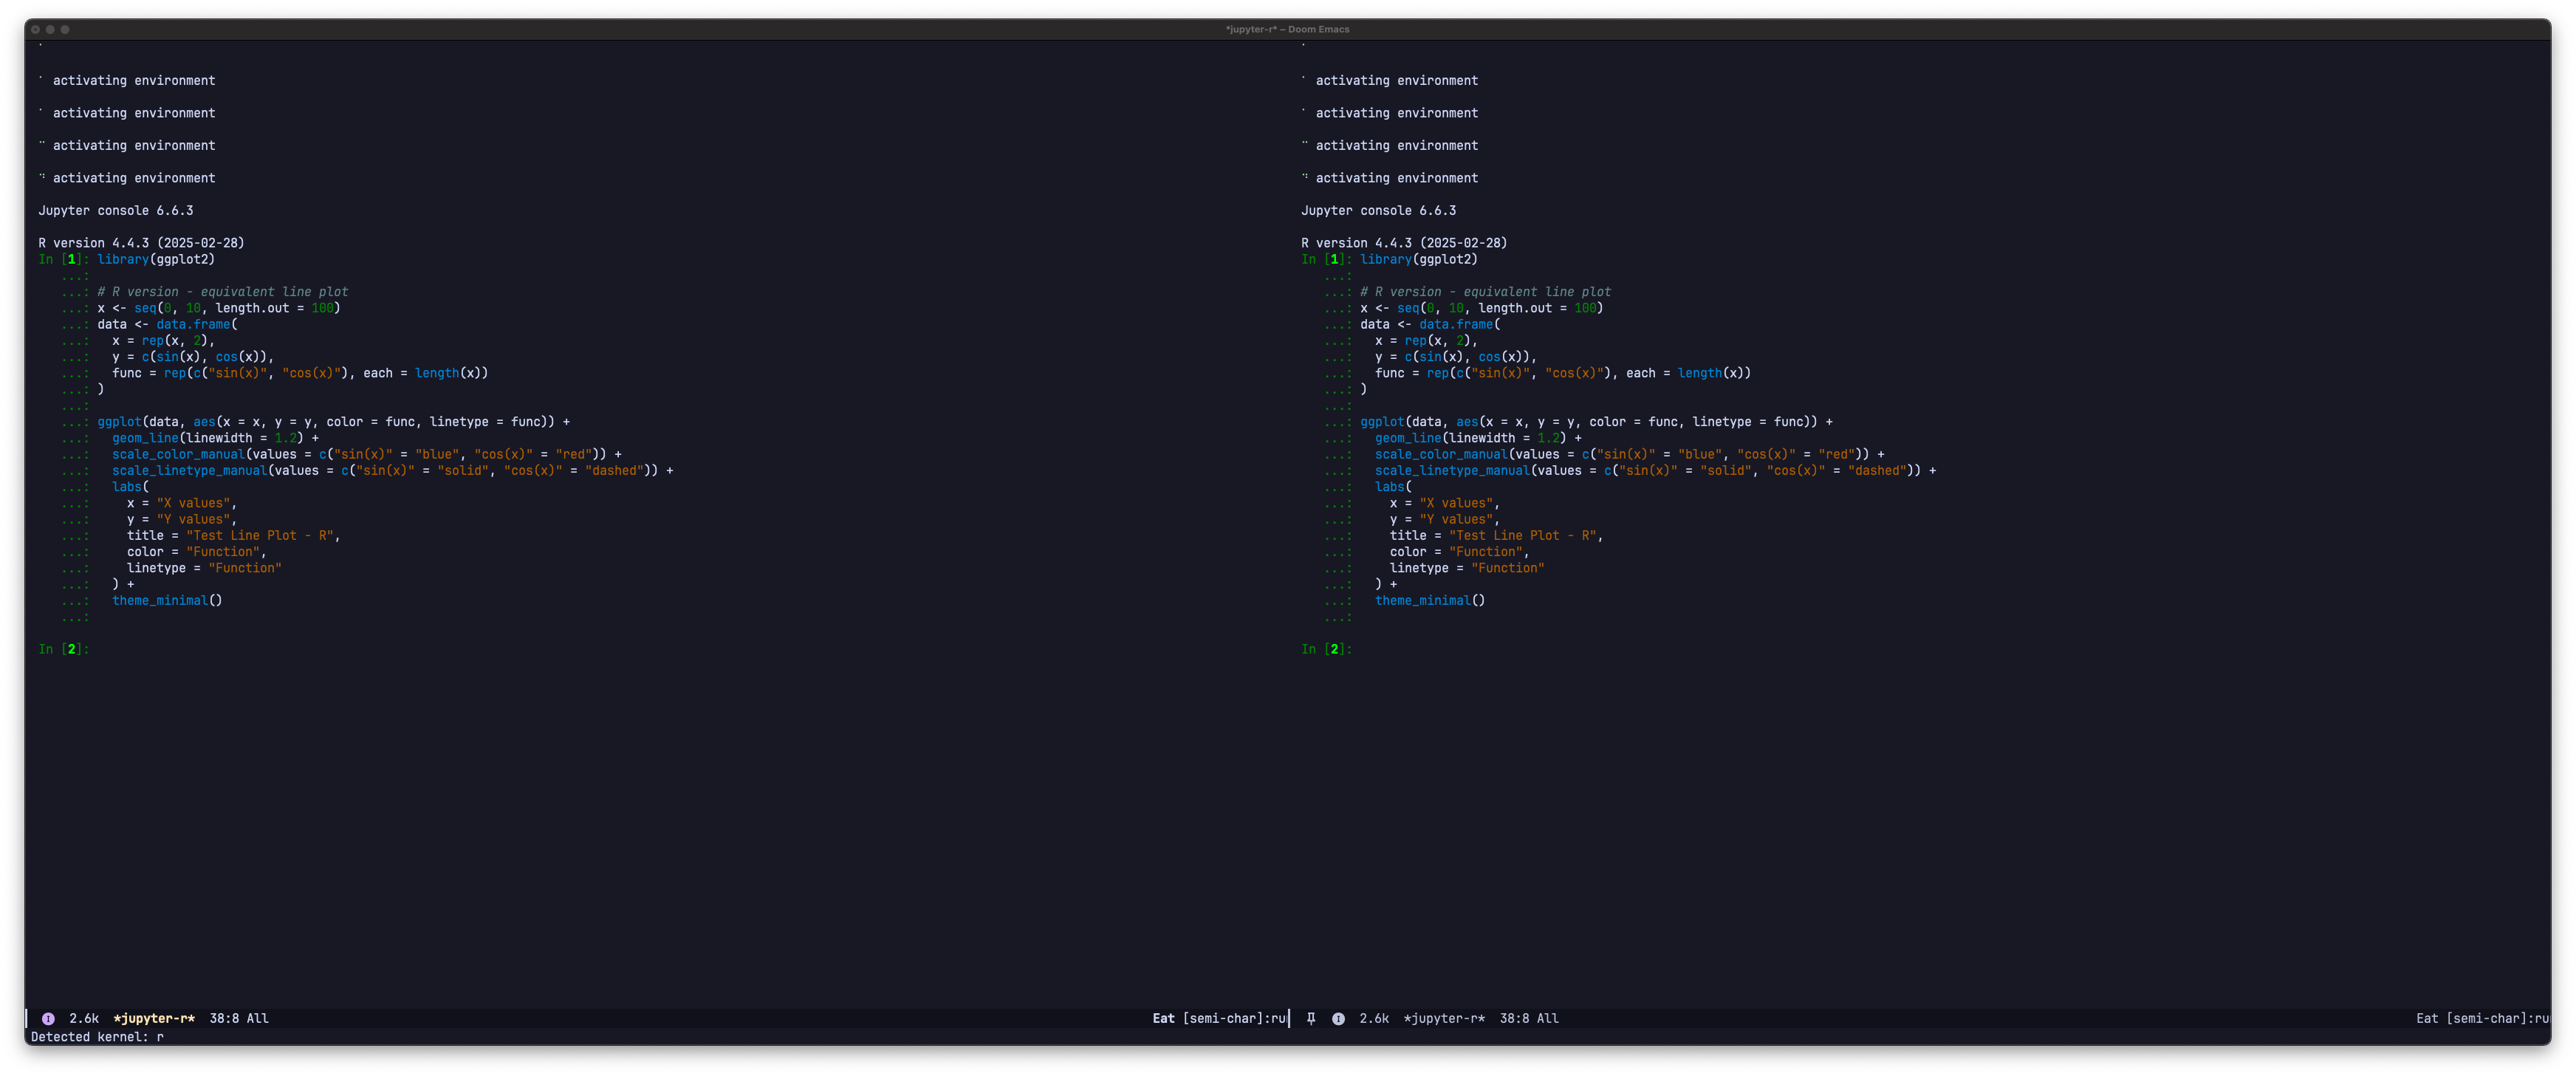 *jupyter-r* – Doom Emacs
activating environment
activating environment
activating environment
activating environment
Jupyter console 6.6.3
R version 4.4.3 (2025-02-28)
In [1]: library(ggplot2)
...:
...: # R version - equivalent line plot
...: x <- seq(0, 10, length.out = 100)
...: data <- data.frame(
...:   x = rep(x, 2),
...:   y = c(sin(x), cos(x)),
...:   func = rep(c("sin(x)", "cos(x)"), each = length(x))
...: )
...:
...: ggplot(data, aes(x = x, y = y, color = func, linetype = func)) +
...:   geom_line(linewidth = 1.2) +
...:   scale_color_manual(values = c("sin(x)" = "blue", "cos(x)" = "red")) +
...:   scale_linetype_manual(values = c("sin(x)" = "solid", "cos(x)" = "dashed")) +
...:   labs(
...:     x = "X values",
...:     y = "Y values",
...:     title = "Test Line Plot - R",
...:     color = "Function",
...:     linetype = "Function"
...:   ) +
...:   theme_minimal()
...:
In [2]:
activating environment
activating environment
activating environment
activating environment
Jupyter console 6.6.3
R version 4.4.3 (2025-02-28)
In [1]: library(ggplot2)
...:
...: # R version - equivalent line plot
...: x <- seq(0, 10, length.out = 100)
...: data <- data.frame(
...:   x = rep(x, 2),
...:   y = c(sin(x), cos(x)),
...:   func = rep(c("sin(x)", "cos(x)"), each = length(x))
...: )
...:
...: ggplot(data, aes(x = x, y = y, color = func, linetype = func)) +
...:   geom_line(linewidth = 1.2) +
...:   scale_color_manual(values = c("sin(x)" = "blue", "cos(x)" = "red")) +
...:   scale_linetype_manual(values = c("sin(x)" = "solid", "cos(x)" = "dashed")) +
...:   labs(
...:     x = "X values",
...:     y = "Y values",
...:     title = "Test Line Plot - R",
...:     color = "Function",
...:     linetype = "Function"
...:   ) +
...:   theme_minimal()
...:
In [2]:
I 2.6k *jupyter-r* 38:8 All Eat [semi-char]:ru
I 2.6k *jupyter-r* 38:8 All Eat [semi-char]:ru
Detected kernel: r